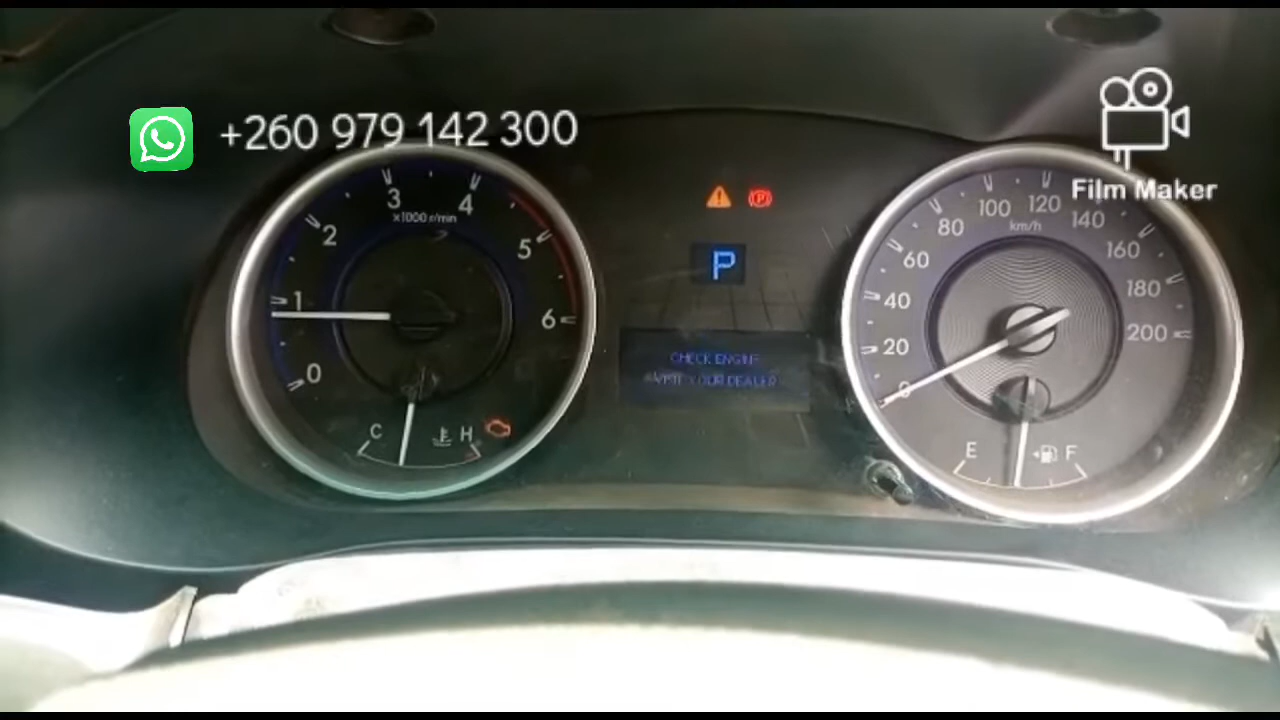 +260 979 142 300
Film Maker
0
1
2
3
4
5
6
x1000 r/min
C
H
P
CHECK ENGINE
VISIT YOUR DEALER
0
20
40
60
80
100
120
140
160
180
200
km/h
E
F